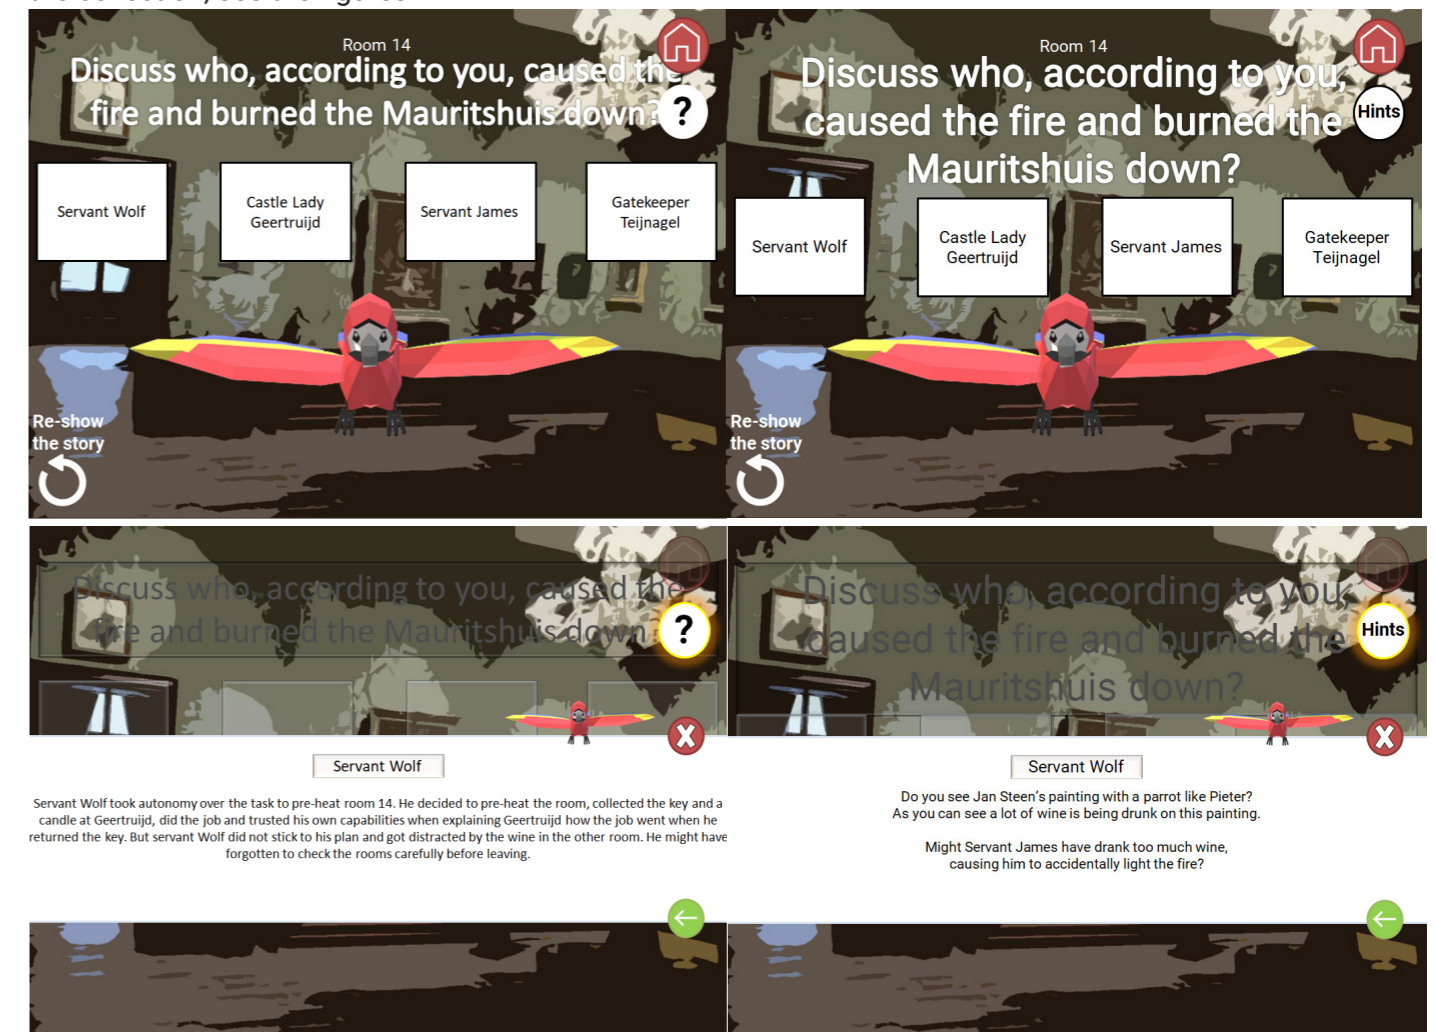 Room 14
Discuss who, according to you, caused the
fire and burned the Mauritshuis down?
?
Servant Wolf
Castle Lady
Geertruijd
Servant James
Gatekeeper
Teijnagel
Re-show
the story
Room 14
Discuss who, according to you,
caused the fire and burned the
Mauritshuis down?
Hints
Servant Wolf
Castle Lady
Geertruijd
Servant James
Gatekeeper
Teijnagel
Re-show
the story
Discuss who, according to you, caused the
fire and burned the Mauritshuis down?
?
X
Servant Wolf
Servant Wolf took autonomy over the task to pre-heat room 14. He decided to pre-heat the room, collected the key and a
candle at Geertruijd, did the job and trusted his own capabilities when explaining Geertruijd how the job went when he
returned the key. But servant Wolf did not stick to his plan and got distracted by the wine in the other room. He might have
forgotten to check the rooms carefully before leaving.
Discuss who, according to you,
caused the fire and burned the
Mauritshuis down?
Hints
X
Servant Wolf
Do you see Jan Steen's painting with a parrot like Pieter?
As you can see a lot of wine is being drunk on this painting.
Might Servant James have drank too much wine,
causing him to accidentally light the fire?